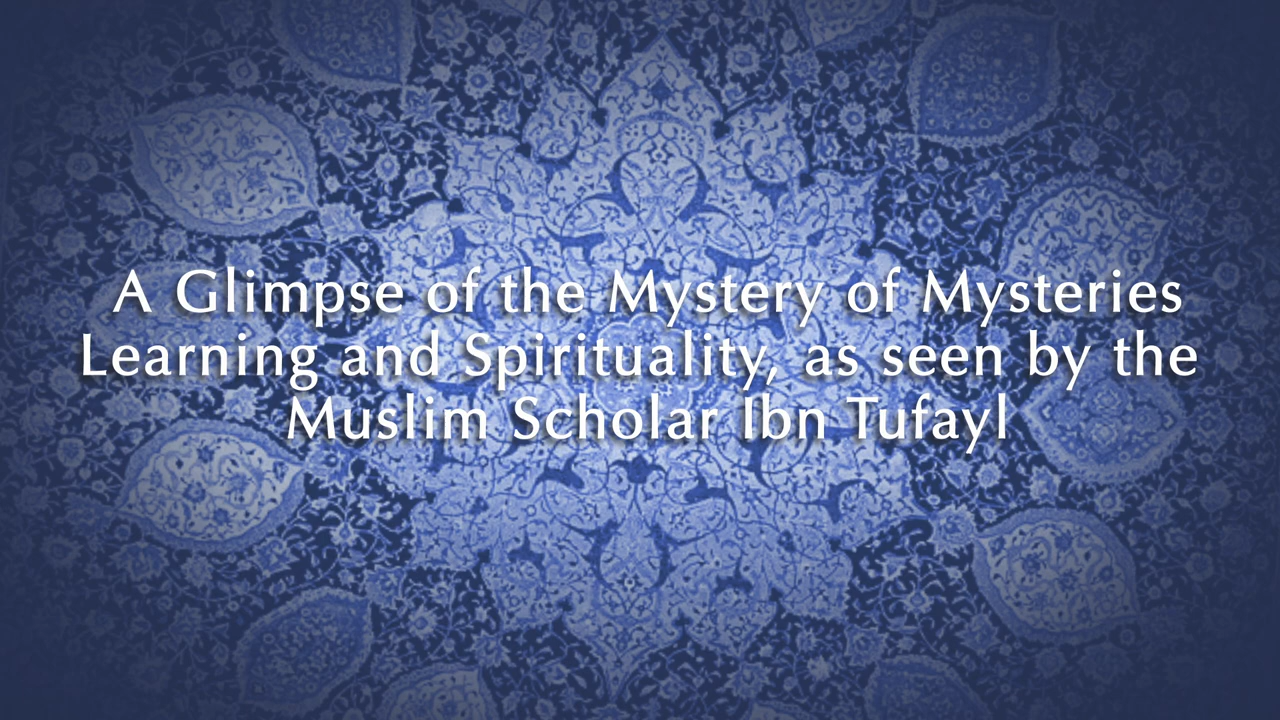 A Glimpse of the Mystery of Mysteries
Learning and Spirituality, as seen by the
Muslim Scholar Ibn Tufayl